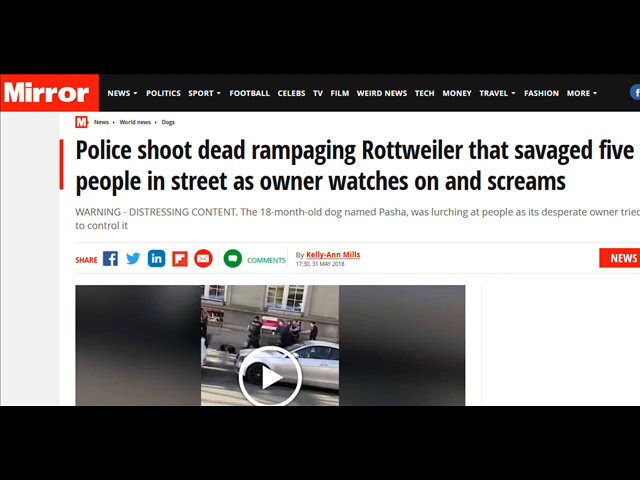 Mirror
NEWS POLITICS SPORT FOOTBALL CELEBS TV FILM WEIRD NEWS TECH MONEY TRAVEL FASHION MORE
M News World news Dogs
Police shoot dead rampaging Rottweiler that savaged five
people in street as owner watches on and screams
WARNING - DISTRESSING CONTENT. The 18-month-old dog named Pasha, was lurching at people as its desperate owner tried
to control it
SHARE COMMENTS By Kelly-Ann Mills NEWS
17:30, 31 MAY 2018